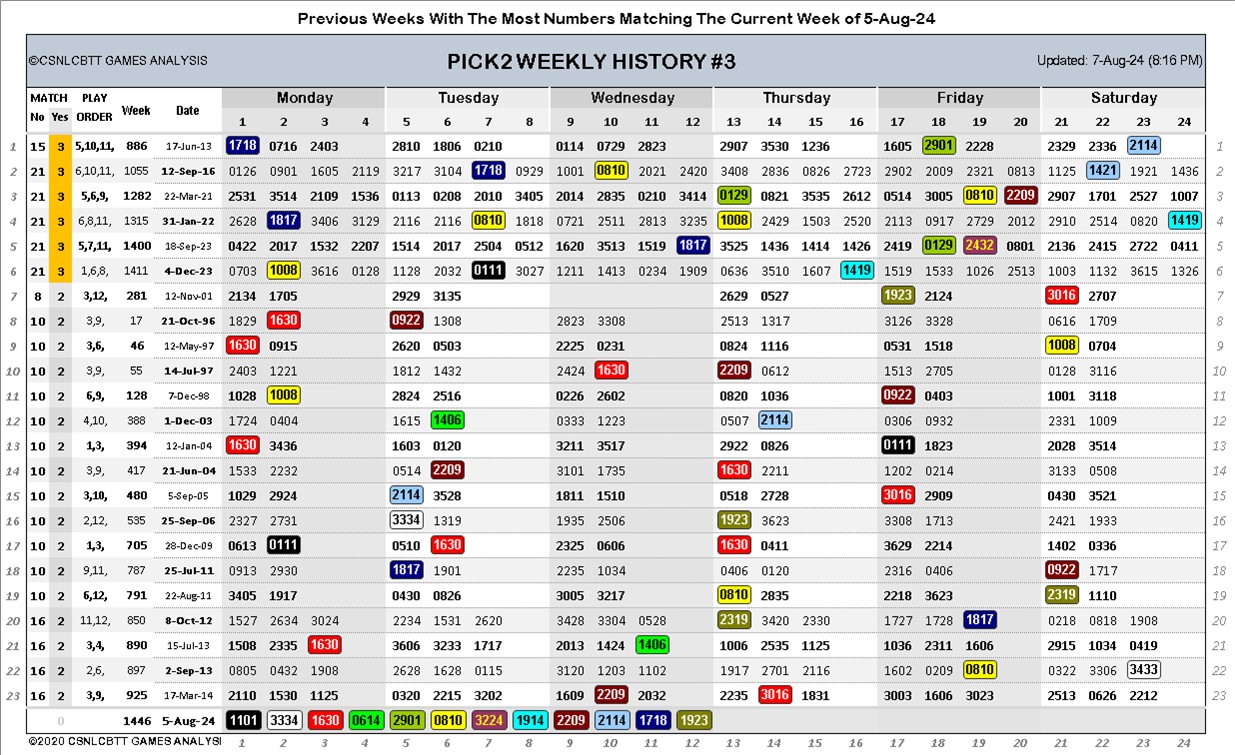 Previous Weeks With The Most Numbers Matching The Current Week of 5-Aug-24
©CSNLCBTT GAMES ANALYSIS PICK2 WEEKLY HISTORY #3 Updated: 7-Aug-24 (8:16 PM)
MATCH PLAY Week Date Monday Tuesday Wednesday Thursday Friday Saturday
No Yes ORDER 1 2 3 4 5 6 7 8 9 10 11 12 13 14 15 16 17 18 19 20 21 22 23 24
1 15 3 5,10,11, 886 17-Jun-13 1718 0716 2403 2810 1806 0210 0114 0729 2823 2907 3530 1236 1605 2901 2228 2329 2336 2114 1
2 21 3 6,10,11, 1055 12-Sep-16 0126 0901 1605 2119 3217 3104 1718 0929 1001 0810 2021 2420 3408 2836 0826 2723 2902 2009 2321 0813 1125 1421 1921 1436 2
3 21 3 5,6,9, 1282 22-Mar-21 2531 3514 2109 1536 0113 0208 2010 3405 2014 2835 0210 3414 0129 0821 3535 2612 0514 3005 0810 2209 2907 1701 2527 1007 3
4 21 3 6,8,11, 1315 31-Jan-22 2628 1817 3406 3129 2116 2116 0810 1818 0721 2511 2813 3235 1008 2429 1503 2520 2113 0917 2729 2012 2910 2514 0820 1419 4
5 21 3 5,7,11, 1400 18-Sep-23 0422 2017 1532 2207 1514 2017 2504 0512 1620 3513 1519 1817 3525 1436 1414 1426 2419 0129 2432 0801 2136 2415 2722 0411 5
6 21 3 1,6,8, 1411 4-Dec-23 0703 1008 3616 0128 1128 2032 0111 3027 1211 1413 0234 1909 0636 3510 1607 1419 1519 1533 1026 2513 1003 1132 3615 1326 6
7 8 2 3,12, 281 12-Nov-01 2134 1705 2929 3135 2629 0527 1923 2124 3016 2707 7
8 10 2 3,9, 17 21-Oct-96 1829 1630 0922 1308 2823 3308 2513 1317 3126 3328 0616 1709 8
9 10 2 3,6, 46 12-May-97 1630 0915 2620 0503 2225 0231 0824 1116 0531 1518 1008 0704 9
10 10 2 3,9, 55 14-Jul-97 2403 1221 1812 1432 2424 1630 2209 0612 1513 2705 0128 3116 10
11 10 2 6,9, 128 7-Dec-98 1028 1008 2824 2516 0226 2602 0820 1036 0922 0403 1001 3118 11
12 10 2 4,10, 388 1-Dec-03 1724 0404 1615 1406 0333 1223 0507 2114 0306 0932 2331 1009 12
13 10 2 1,3, 394 12-Jan-04 1630 3436 1603 0120 3211 3517 2922 0826 0111 1823 2028 3514 13
14 10 2 3,9, 417 21-Jun-04 1533 2232 0514 2209 3101 1735 1630 2211 1202 0214 3133 0508 14
15 10 2 3,10, 480 5-Sep-05 1029 2924 2114 3528 1811 1510 0518 2728 3016 2909 0430 3521 15
16 10 2 2,12, 535 25-Sep-06 2327 2731 3334 1319 1935 2506 1923 3623 3308 1713 2421 1933 16
17 10 2 1,3, 705 28-Dec-09 0613 0111 0510 1630 2325 0606 1630 0411 3629 2214 1402 0336 17
18 10 2 9,11, 787 25-Jul-11 0913 2930 1817 1901 2235 1034 0406 0120 2316 0406 0922 1717 18
19 10 2 6,12, 791 22-Aug-11 3405 1917 0430 0826 3005 3217 0810 2835 2218 3623 2319 1110 19
20 16 2 11,12, 850 8-Oct-12 1527 2634 3024 2234 1531 2620 3428 3304 0528 2319 3420 2330 1727 1728 1817 0218 0818 1908 20
21 16 2 3,4, 890 15-Jul-13 1508 2335 1630 3606 3233 1717 2013 1424 1406 1006 2535 1125 1036 2311 1606 2915 1034 0419 21
22 16 2 2,6, 897 2-Sep-13 0805 0432 1908 2628 1628 0115 3120 1203 1102 1917 2701 2116 1602 0209 0810 0322 3306 3433 22
23 16 2 3,9, 925 17-Mar-14 2110 1530 1125 0320 2215 3202 1609 2209 2032 2235 3016 1831 3003 1606 3023 2513 0626 2212 23
0 1446 5-Aug-24 1101 3334 1630 0614 2901 0810 3224 1914 2209 2114 1718 1923
©2020 CSNLCBTT GAMES ANALYSI 1 2 3 4 5 6 7 8 9 10 11 12 13 14 15 16 17 18 19 20 21 22 23 24